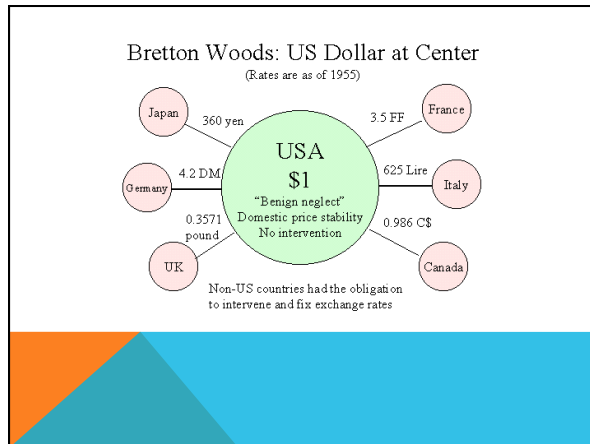 Bretton Woods: US Dollar at Center
(Rates are as of 1955)
Japan
360 yen
France
3.5 FF
USA
$1
"Benign neglect"
Domestic price stability
No intervention
Germany
4.2 DM
625 Lire
Italy
0.3571
pound
UK
0.986 C$
Canada
Non-US countries had the obligation
to intervene and fix exchange rates